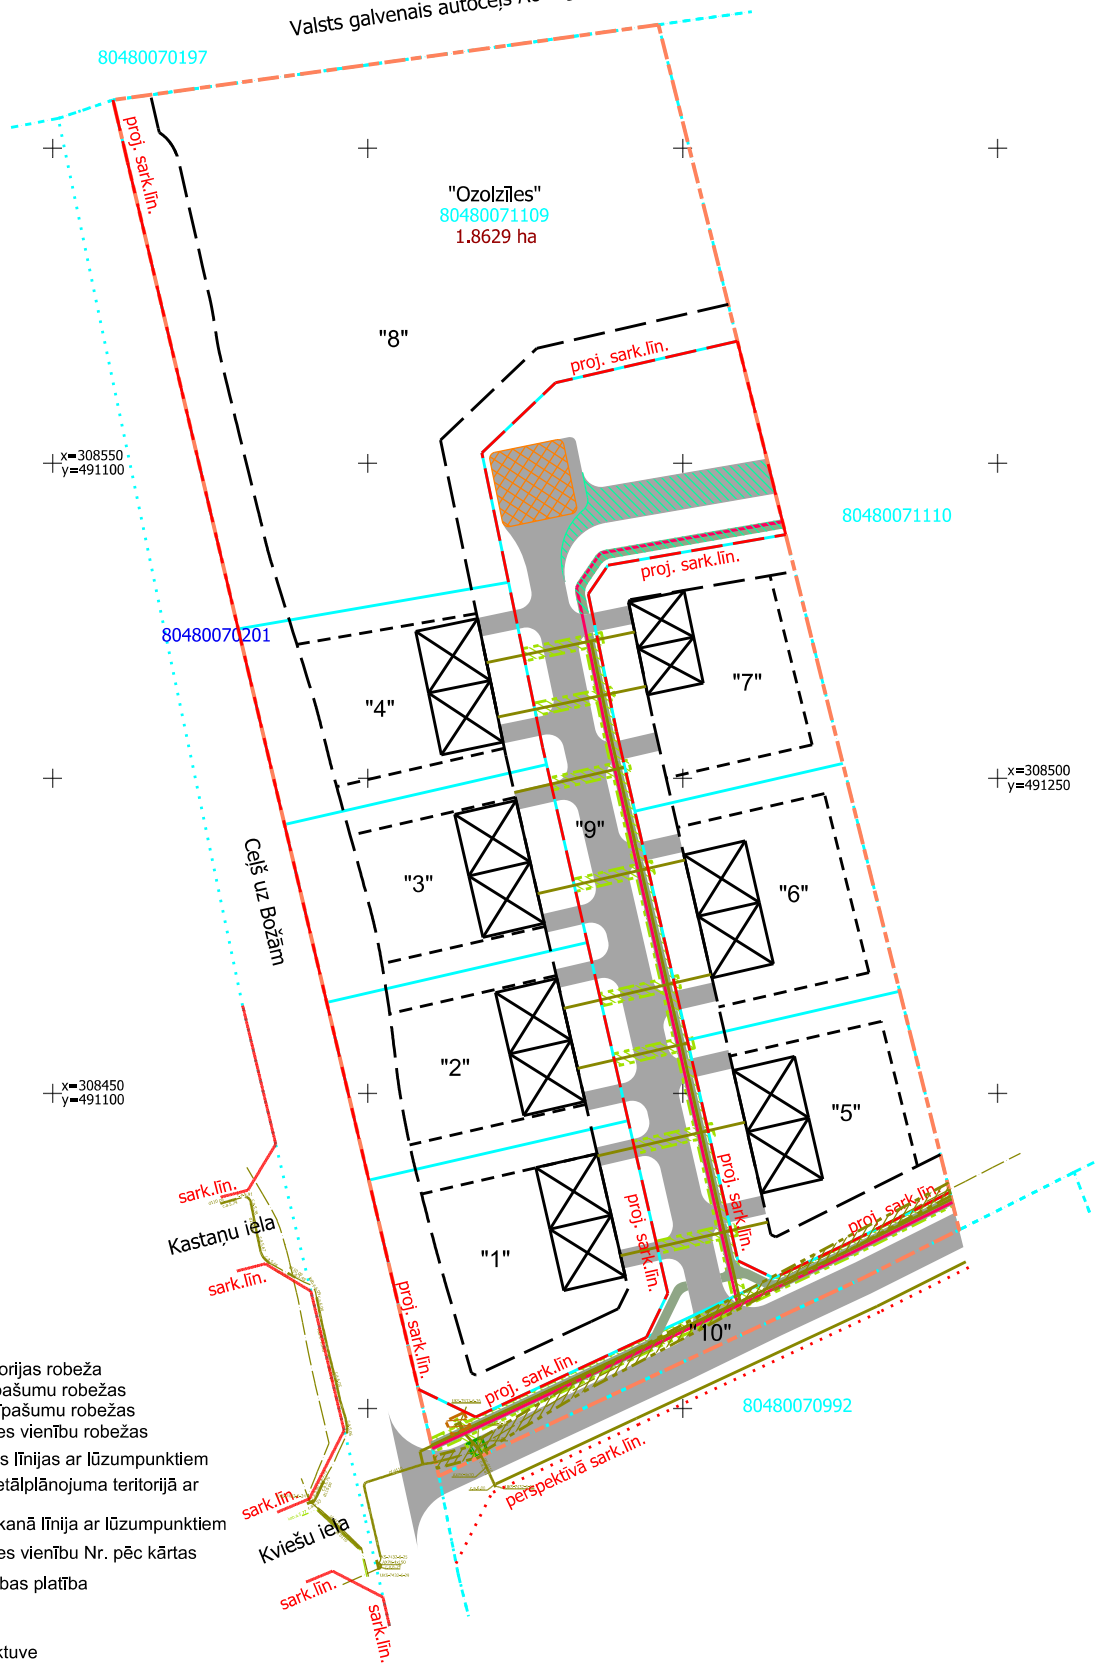 Valsts galvenais autoceļš
80480070197
proj. sark.līn.
"Ozolzīles"
80480071109
1.8629 ha
"8"
proj. sark.līn.
x=308550
y=491100
80480071110
proj. sark.līn.
80480070201
"4"
"7"
x=308500
y=491250
"9"
Ceļš uz Božām
"3"
"6"
x=308450
y=491100
"2"
"5"
sark.līn.
Kastaņu iela
sark.līn.
proj. sark.līn.
proj. sark.līn.
proj. sark.līn.
"1"
proj. sark.līn.
"10"
proj. sark.līn.
80480070992
perspektīvā sark.līn.
sark.līn.
Kviešu iela
sark.līn.
sark.līn.
orijas robeža
pašumu robežas
īpašumu robežas
es vienību robežas
s līnijas ar lūzumpunktiem
etālplānojuma teritorijā ar
kanā līnija ar lūzumpunktiem
es vienību Nr. pēc kārtas
bas platība
ktuve